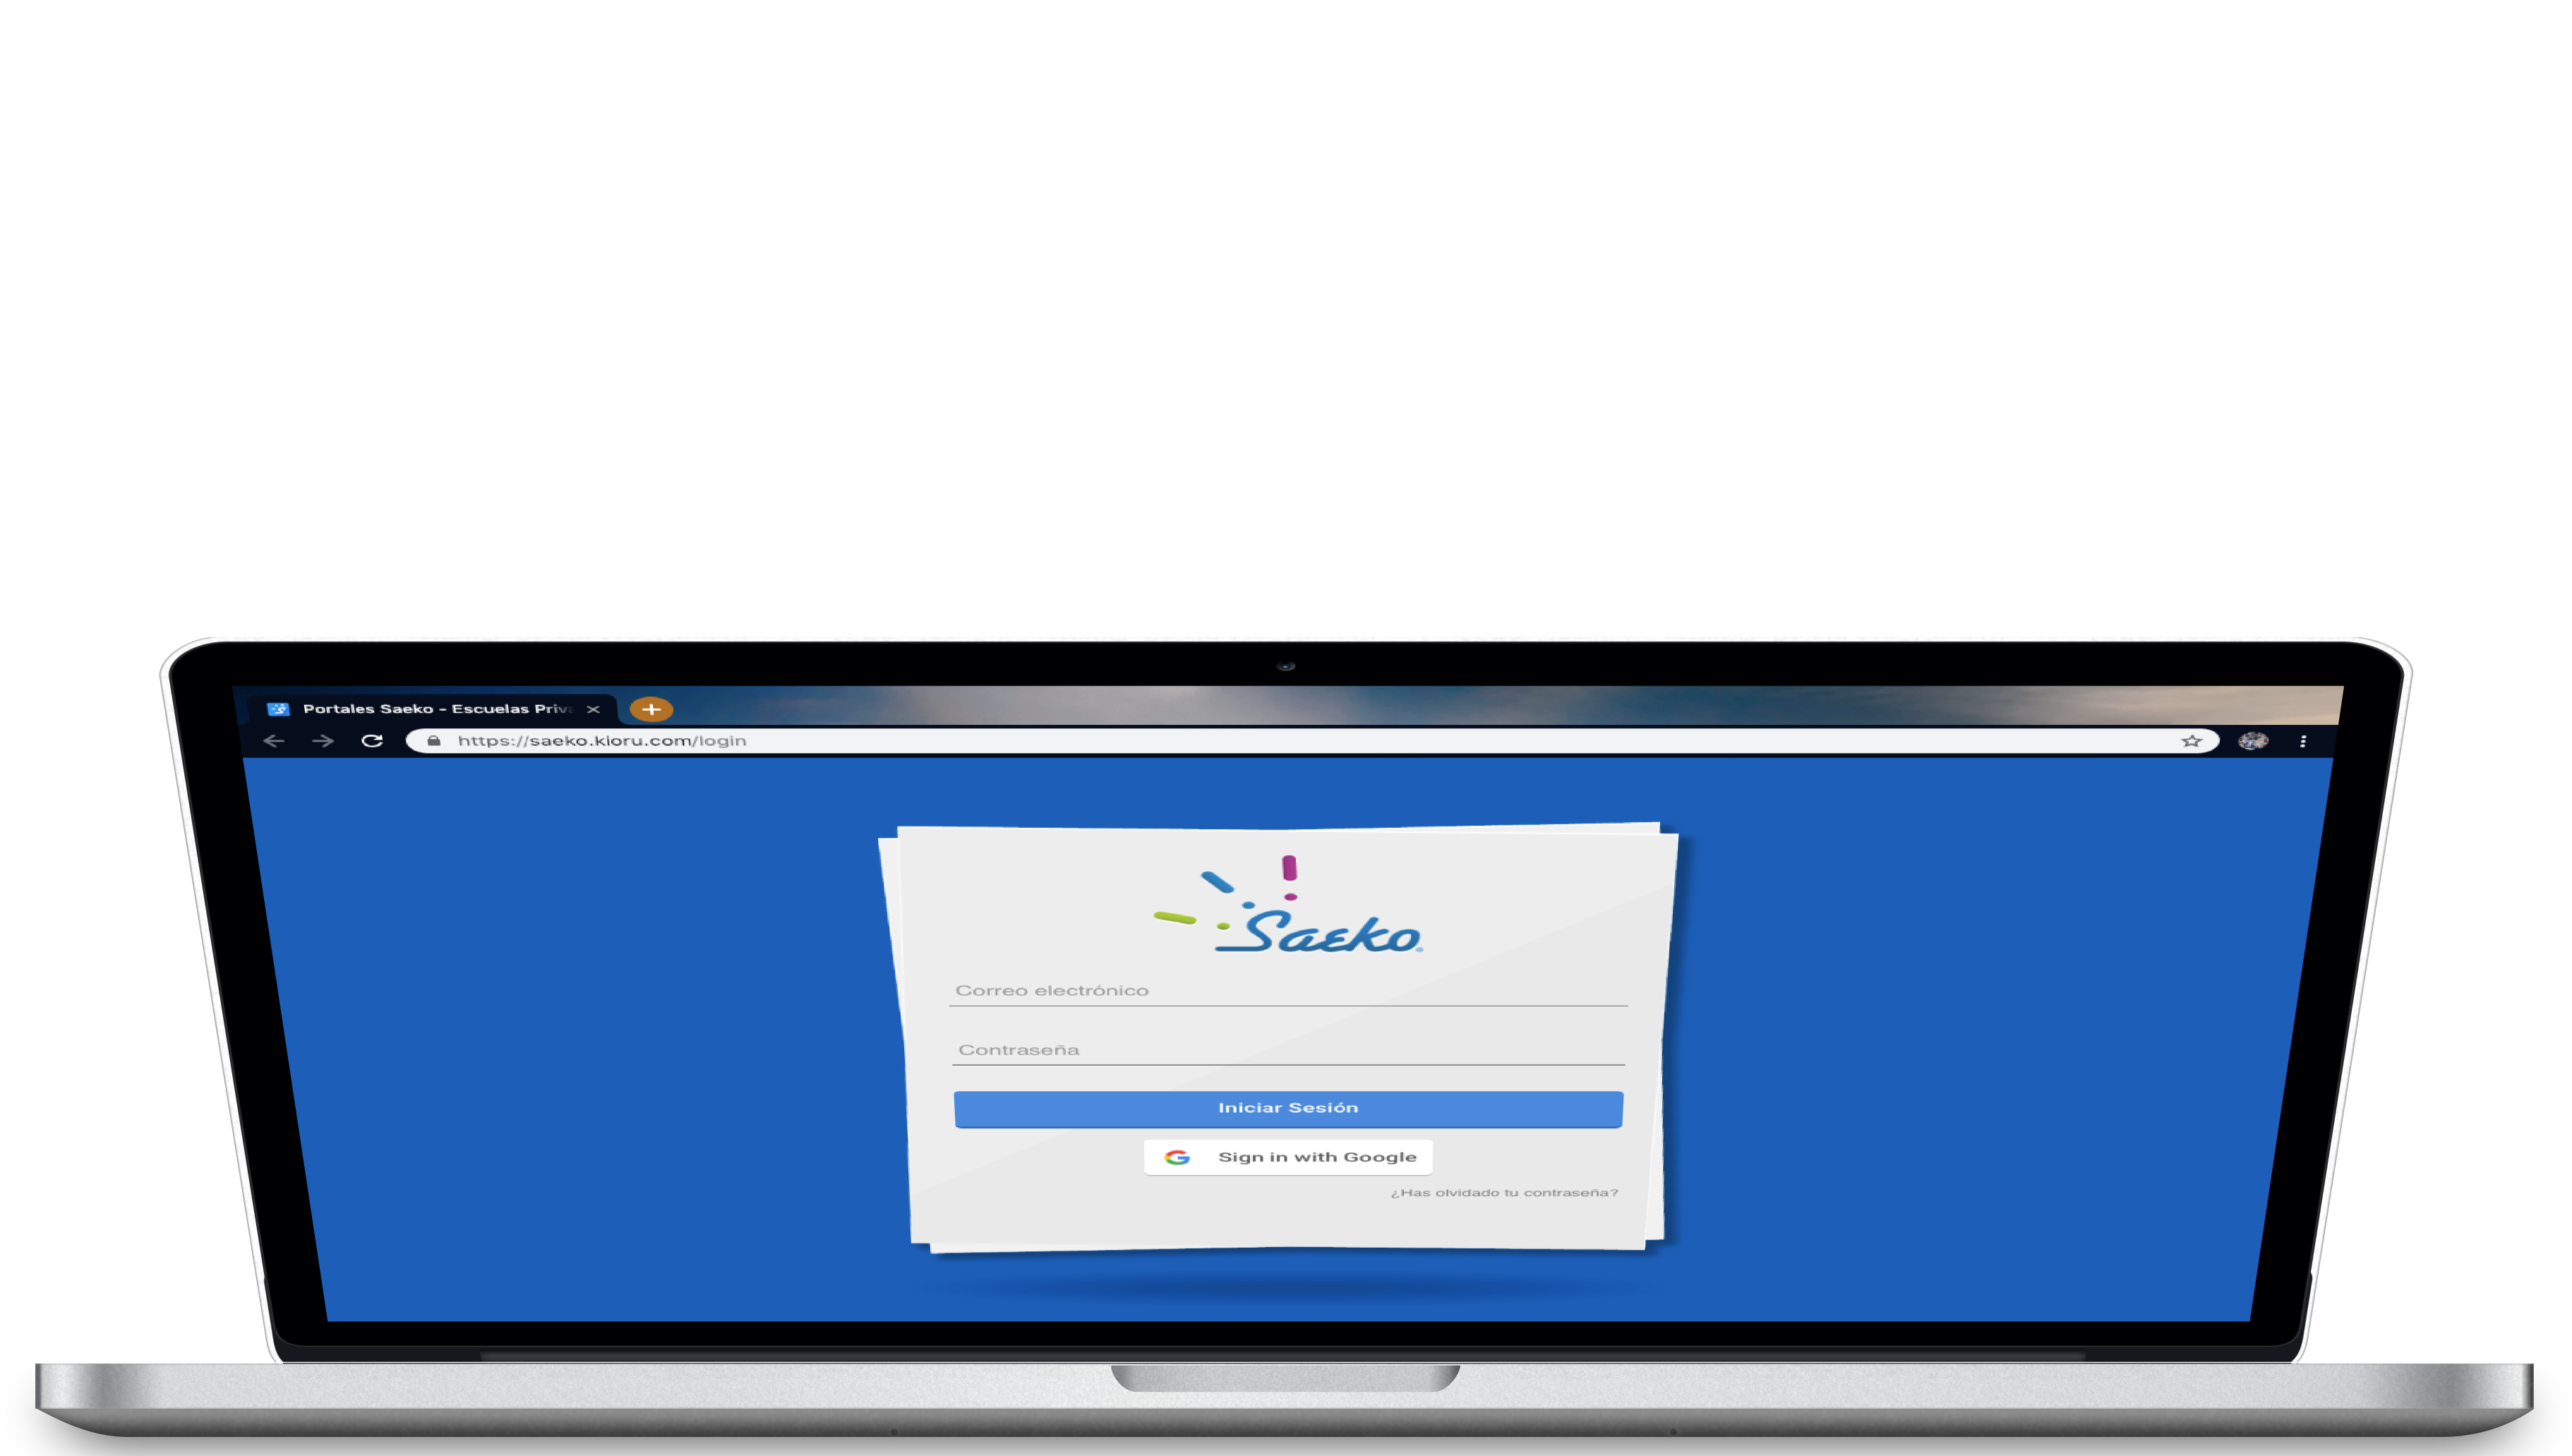 Portales Saeko - Escuelas Priv
https://saeko.kioru.com/login
Saeko
Correo electrónico
Contraseña
Iniciar Sesión
Sign in with Google
¿Has olvidado tu contraseña?